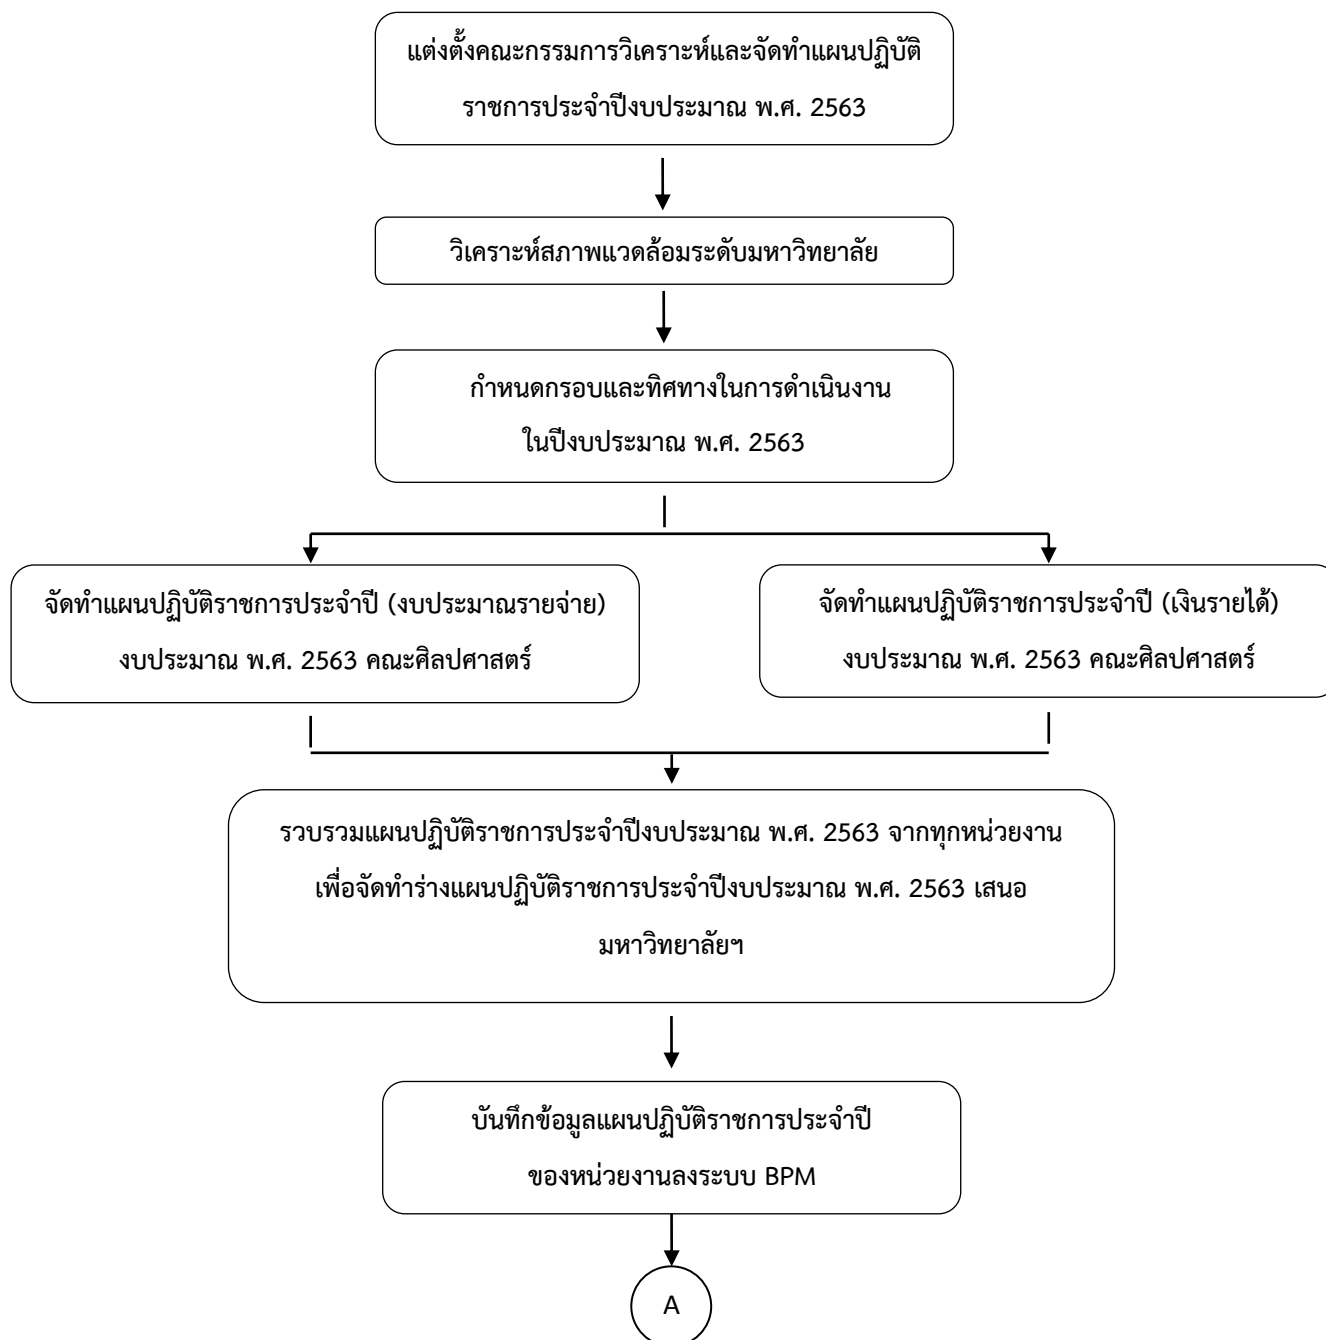 แต่งตั้งคณะกรรมการวิเคราะห์และจัดทำแผนปฏิบัติ
ราชการประจำปีงบประมาณ พ.ศ. 2563
วิเคราะห์สภาพแวดล้อมระดับมหาวิทยาลัย
กำหนดกรอบและทิศทางในการดำเนินงาน
ในปีงบประมาณ พ.ศ. 2563
จัดทำแผนปฏิบัติราชการประจำปี (งบประมาณรายจ่าย)
งบประมาณ พ.ศ. 2563 คณะศิลปศาสตร์
จัดทำแผนปฏิบัติราชการประจำปี (เงินรายได้)
งบประมาณ พ.ศ. 2563 คณะศิลปศาสตร์
รวบรวมแผนปฏิบัติราชการประจำปีงบประมาณ พ.ศ. 2563 จากทุกหน่วยงาน
เพื่อจัดทำร่างแผนปฏิบัติราชการประจำปีงบประมาณ พ.ศ. 2563 เสนอ
มหาวิทยาลัยฯ
บันทึกข้อมูลแผนปฏิบัติราชการประจำปี
ของหน่วยงานลงระบบ BPM
A